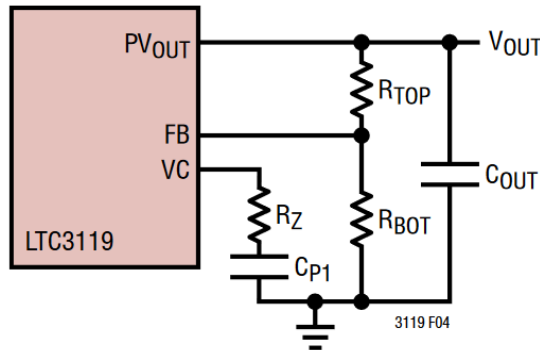 PVOUT
VOUT
RTOP
FB
VC
COUT
RZ
RBOT
LTC3119
CP1
3119 F04